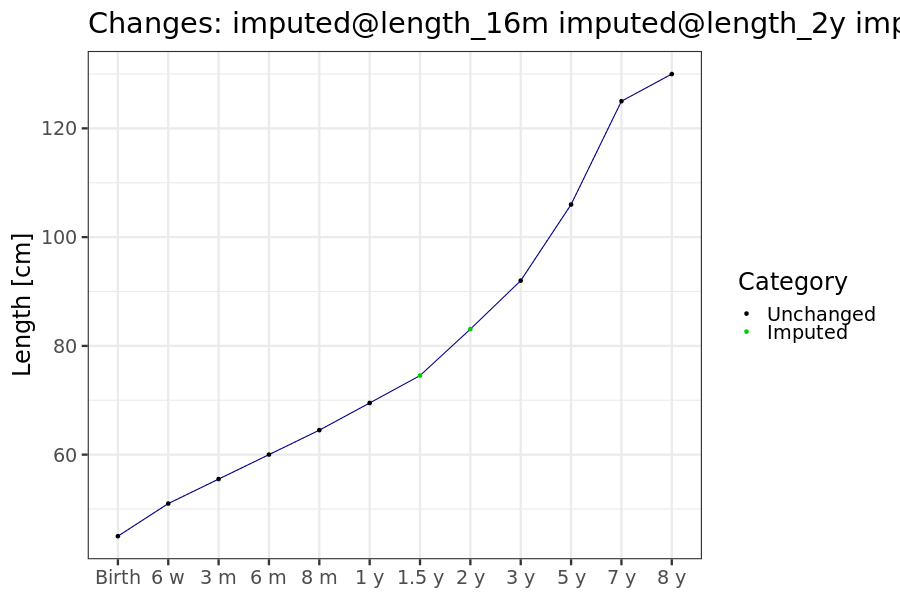 Changes: imputed@length_16m imputed@length_2y imp
120
100
80
60
Length [cm]
Birth 6 w 3 m 6 m 8 m 1 y 1.5 y 2 y 3 y 5 y 7 y 8 y
Category
Unchanged
Imputed